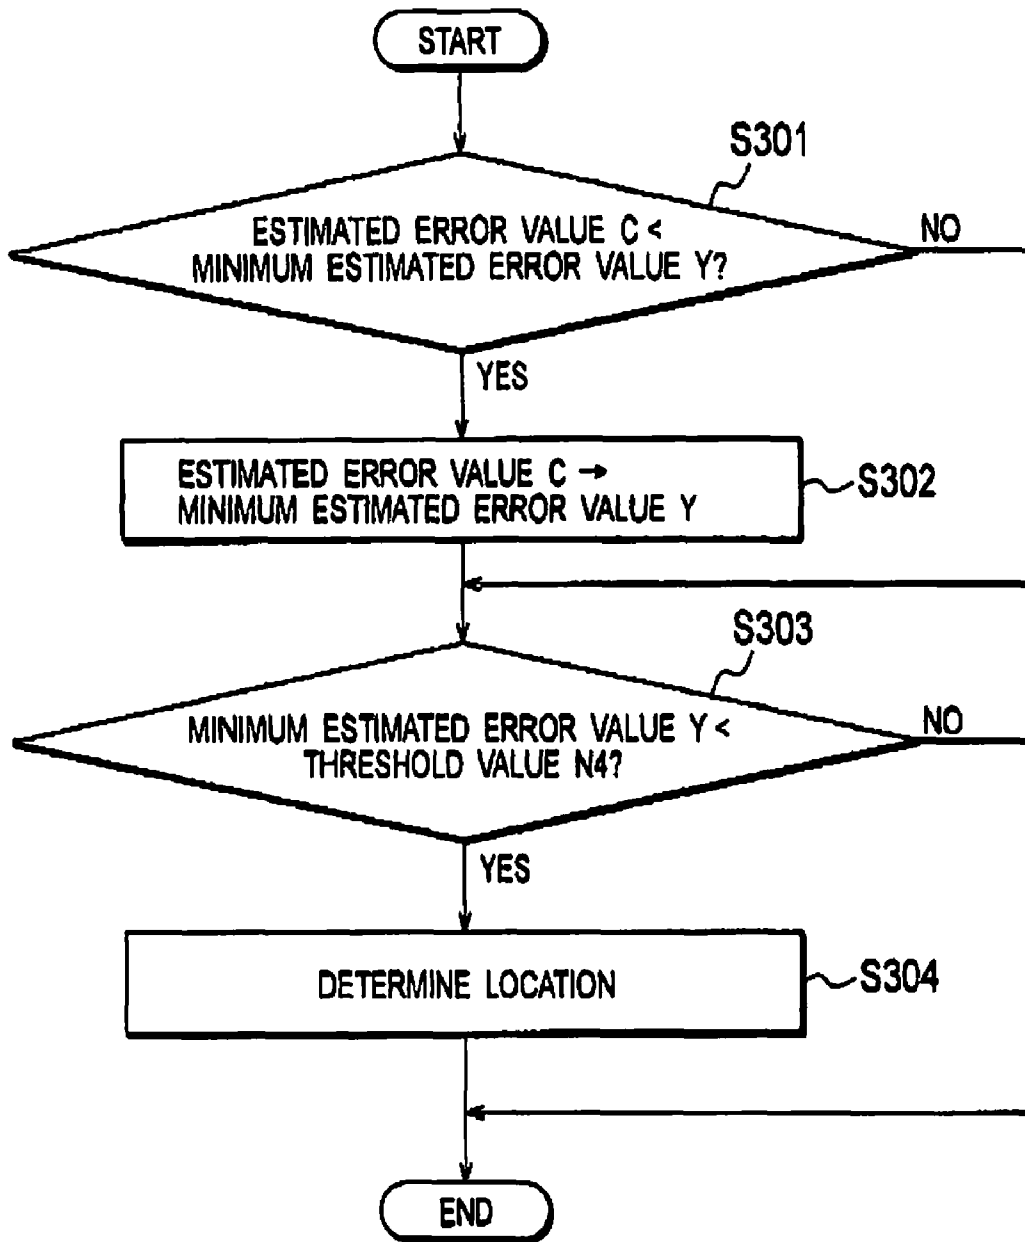 START
S301
ESTIMATED ERROR VALUE C <
MINIMUM ESTIMATED ERROR VALUE Y?
NO
YES
ESTIMATED ERROR VALUE C →
MINIMUM ESTIMATED ERROR VALUE Y
S302
S303
MINIMUM ESTIMATED ERROR VALUE Y <
THRESHOLD VALUE N4?
NO
YES
DETERMINE LOCATION
S304
END